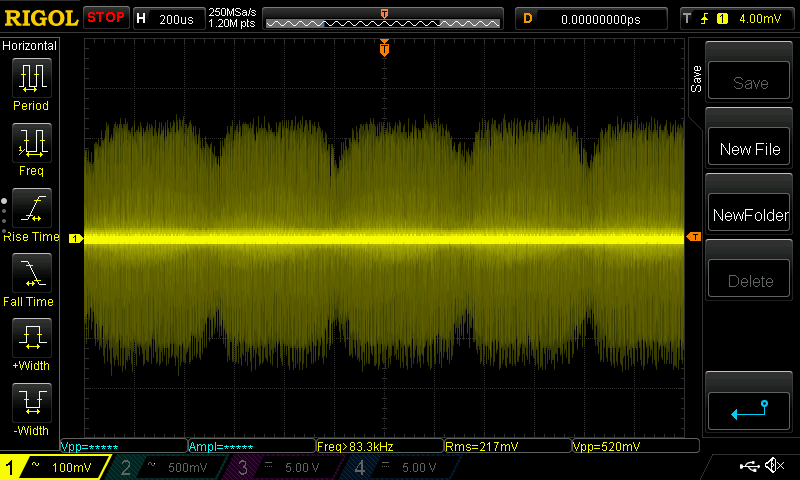 RIGOL STOP H 200us 250MSa/s 1.20M pts T D 0.00000000ps T 1 4.00mV
Horizontal
Period
Freq
Rise Time
Fall Time
+Width
-Width
T
1
T
Save
Save
New File
NewFolder
Delete
Vpp=***** Ampl=***** Freq>83.3kHz Rms=217mV Vpp=520mV
1 ~ 100mV 2 ~ 500mV 3 = 5.00 V 4 = 5.00 V